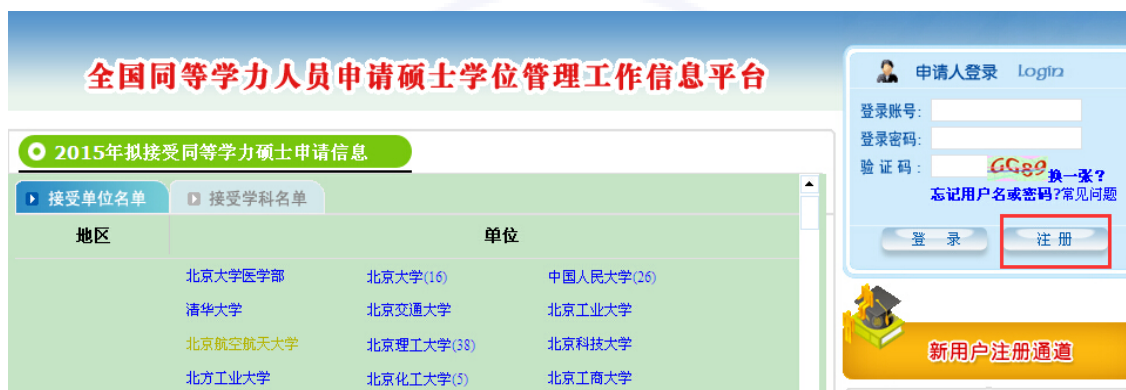 全国同等学力人员申请硕士学位管理工作信息平台
2015年拟接受同等学力硕士申请信息
接受单位名单 接受学科名单
地区 单位
北京大学医学部 北京大学(16) 中国人民大学(26)
清华大学 北京交通大学 北京工业大学
北京航空航天大学 北京理工大学(38) 北京科技大学
北方工业大学 北京化工大学(5) 北京工商大学
申请人登录 Login
登录账号:
登录密码:
验证码: GG89 换一张?
忘记用户名或密码?常见问题
登 录 注 册
新用户注册通道